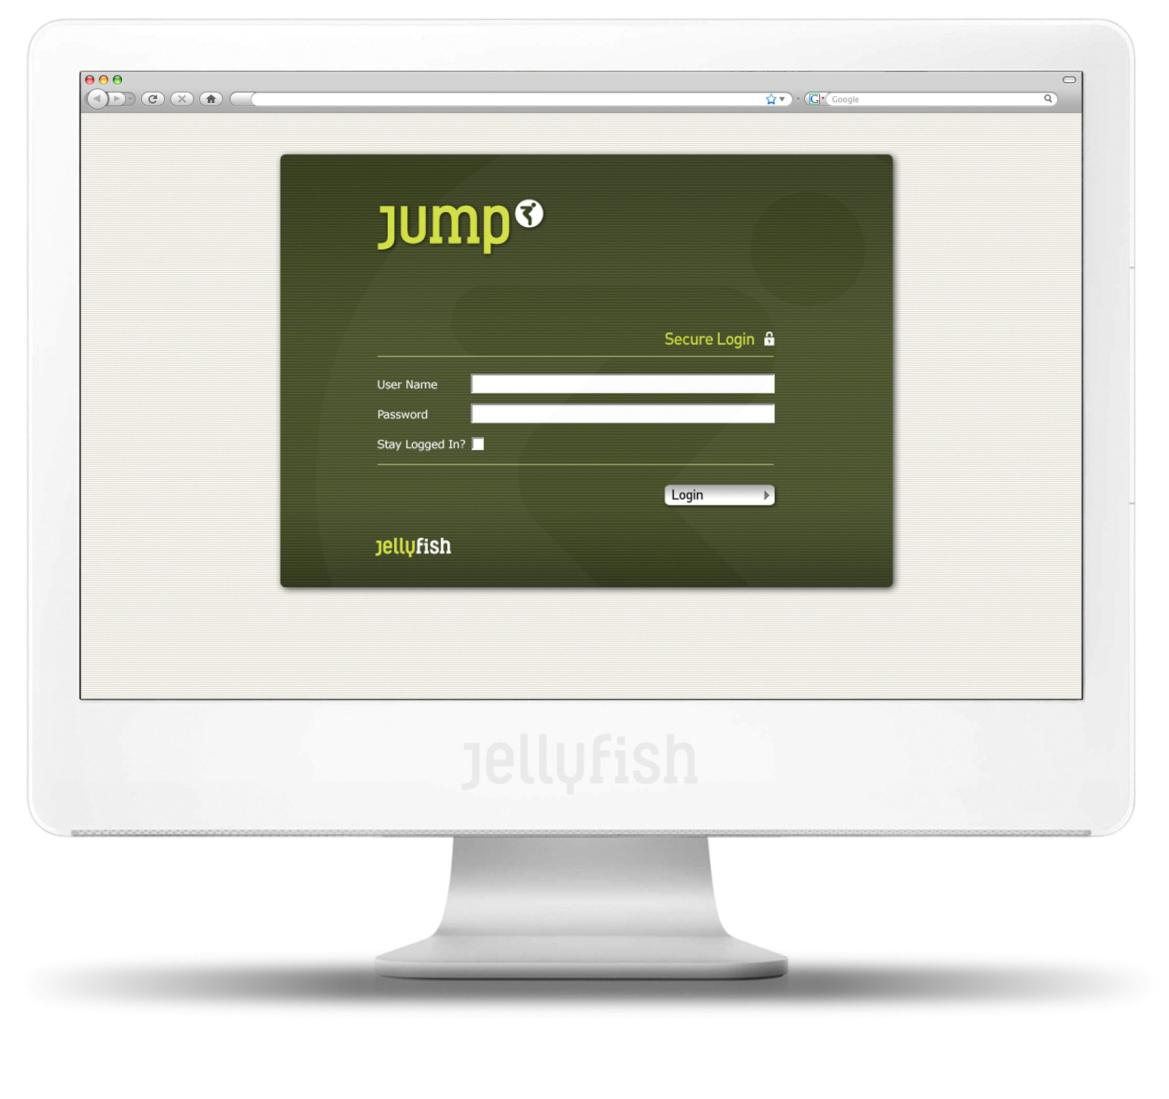 Google
jump
Secure Login
User Name
Password
Stay Logged In?
Login
jellyfish
jellyfish